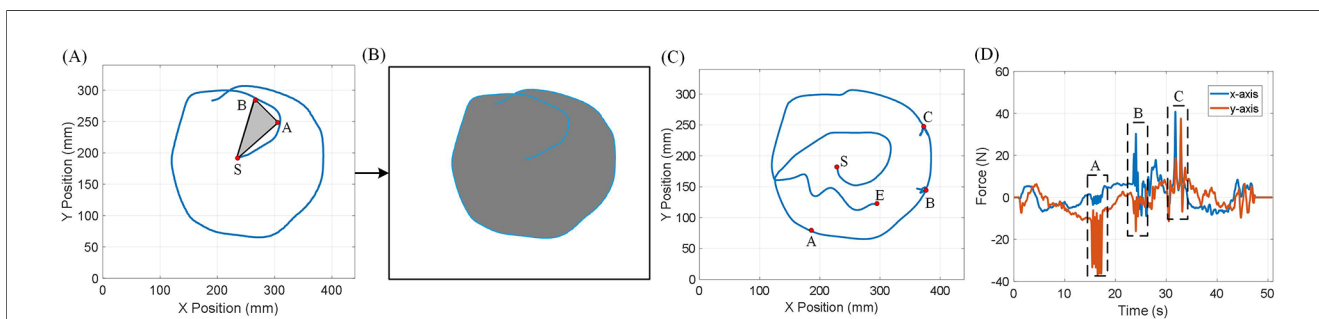 (A)
300
250
200
150
100
50
0
0
100
200
300
400
Y Position (mm)
X Position (mm)
B
A
S
(B)
(C)
300
250
200
150
100
50
0
0
100
200
300
400
Y Position (mm)
X Position (mm)
C
S
B
E
A
(D)
60
40
20
0
-20
-40
0
10
20
30
40
50
Force (N)
Time (s)
A
B
C
x-axis
y-axis